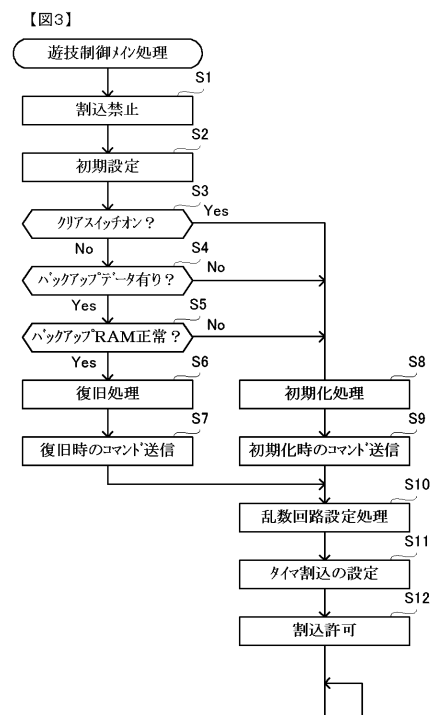 【図3】
遊技制御ﾒｲﾝ処理
S1
割込禁止
S2
初期設定
S3
ｸﾘｱｽｲｯﾁオン？
Yes
No
S4
ﾊﾞｯｸｱｯﾌﾟﾃﾞｰﾀ有り？
No
Yes
S5
ﾊﾞｯｸｱｯﾌﾟRAM正常？
No
Yes
S6
復旧処理
S7
復旧時のｺﾏﾝﾄﾞ送信
S8
初期化処理
S9
初期化時のｺﾏﾝﾄﾞ送信
S10
乱数回路設定処理
S11
ﾀｲﾏ割込の設定
S12
割込許可